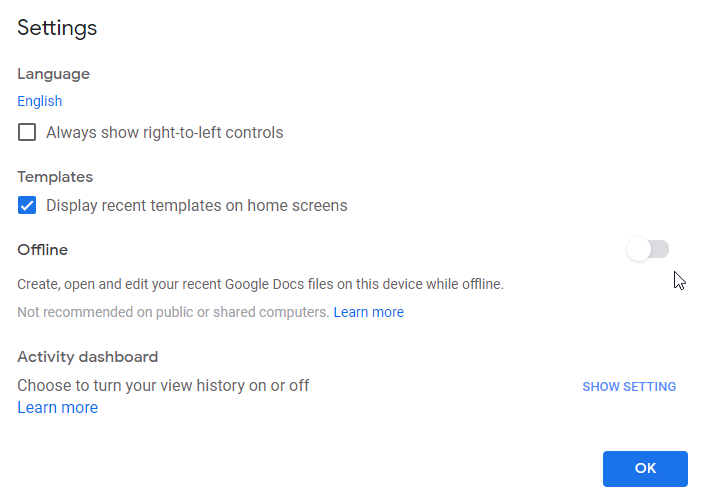 Settings
Language
English
Always show right-to-left controls
Templates
Display recent templates on home screens
Offline
Create, open and edit your recent Google Docs files on this device while offline.
Not recommended on public or shared computers. Learn more
Activity dashboard
Choose to turn your view history on or off
SHOW SETTING
Learn more
OK